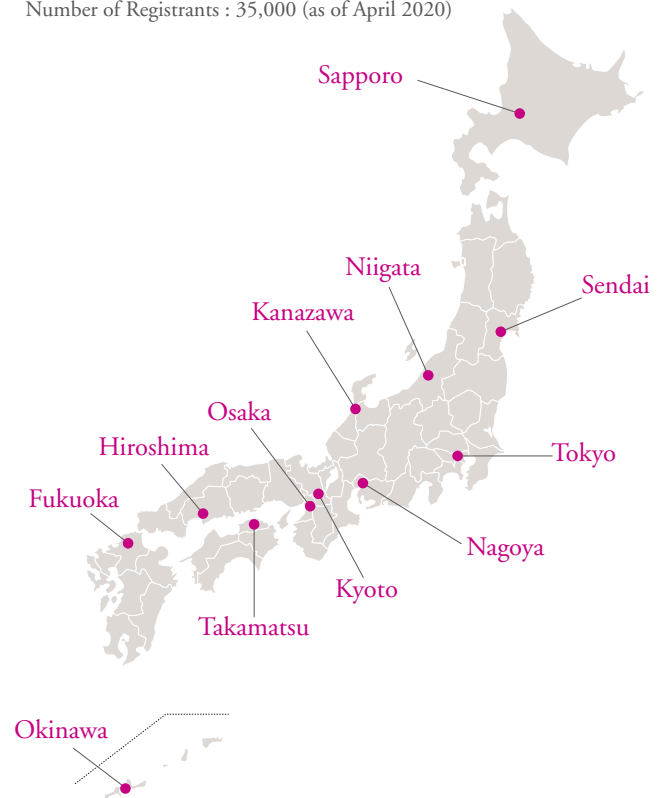 Number of Registrants : 35,000 (as of April 2020)
Sapporo
Niigata
Sendai
Kanazawa
Osaka
Hiroshima
Tokyo
Fukuoka
Nagoya
Kyoto
Takamatsu
Okinawa